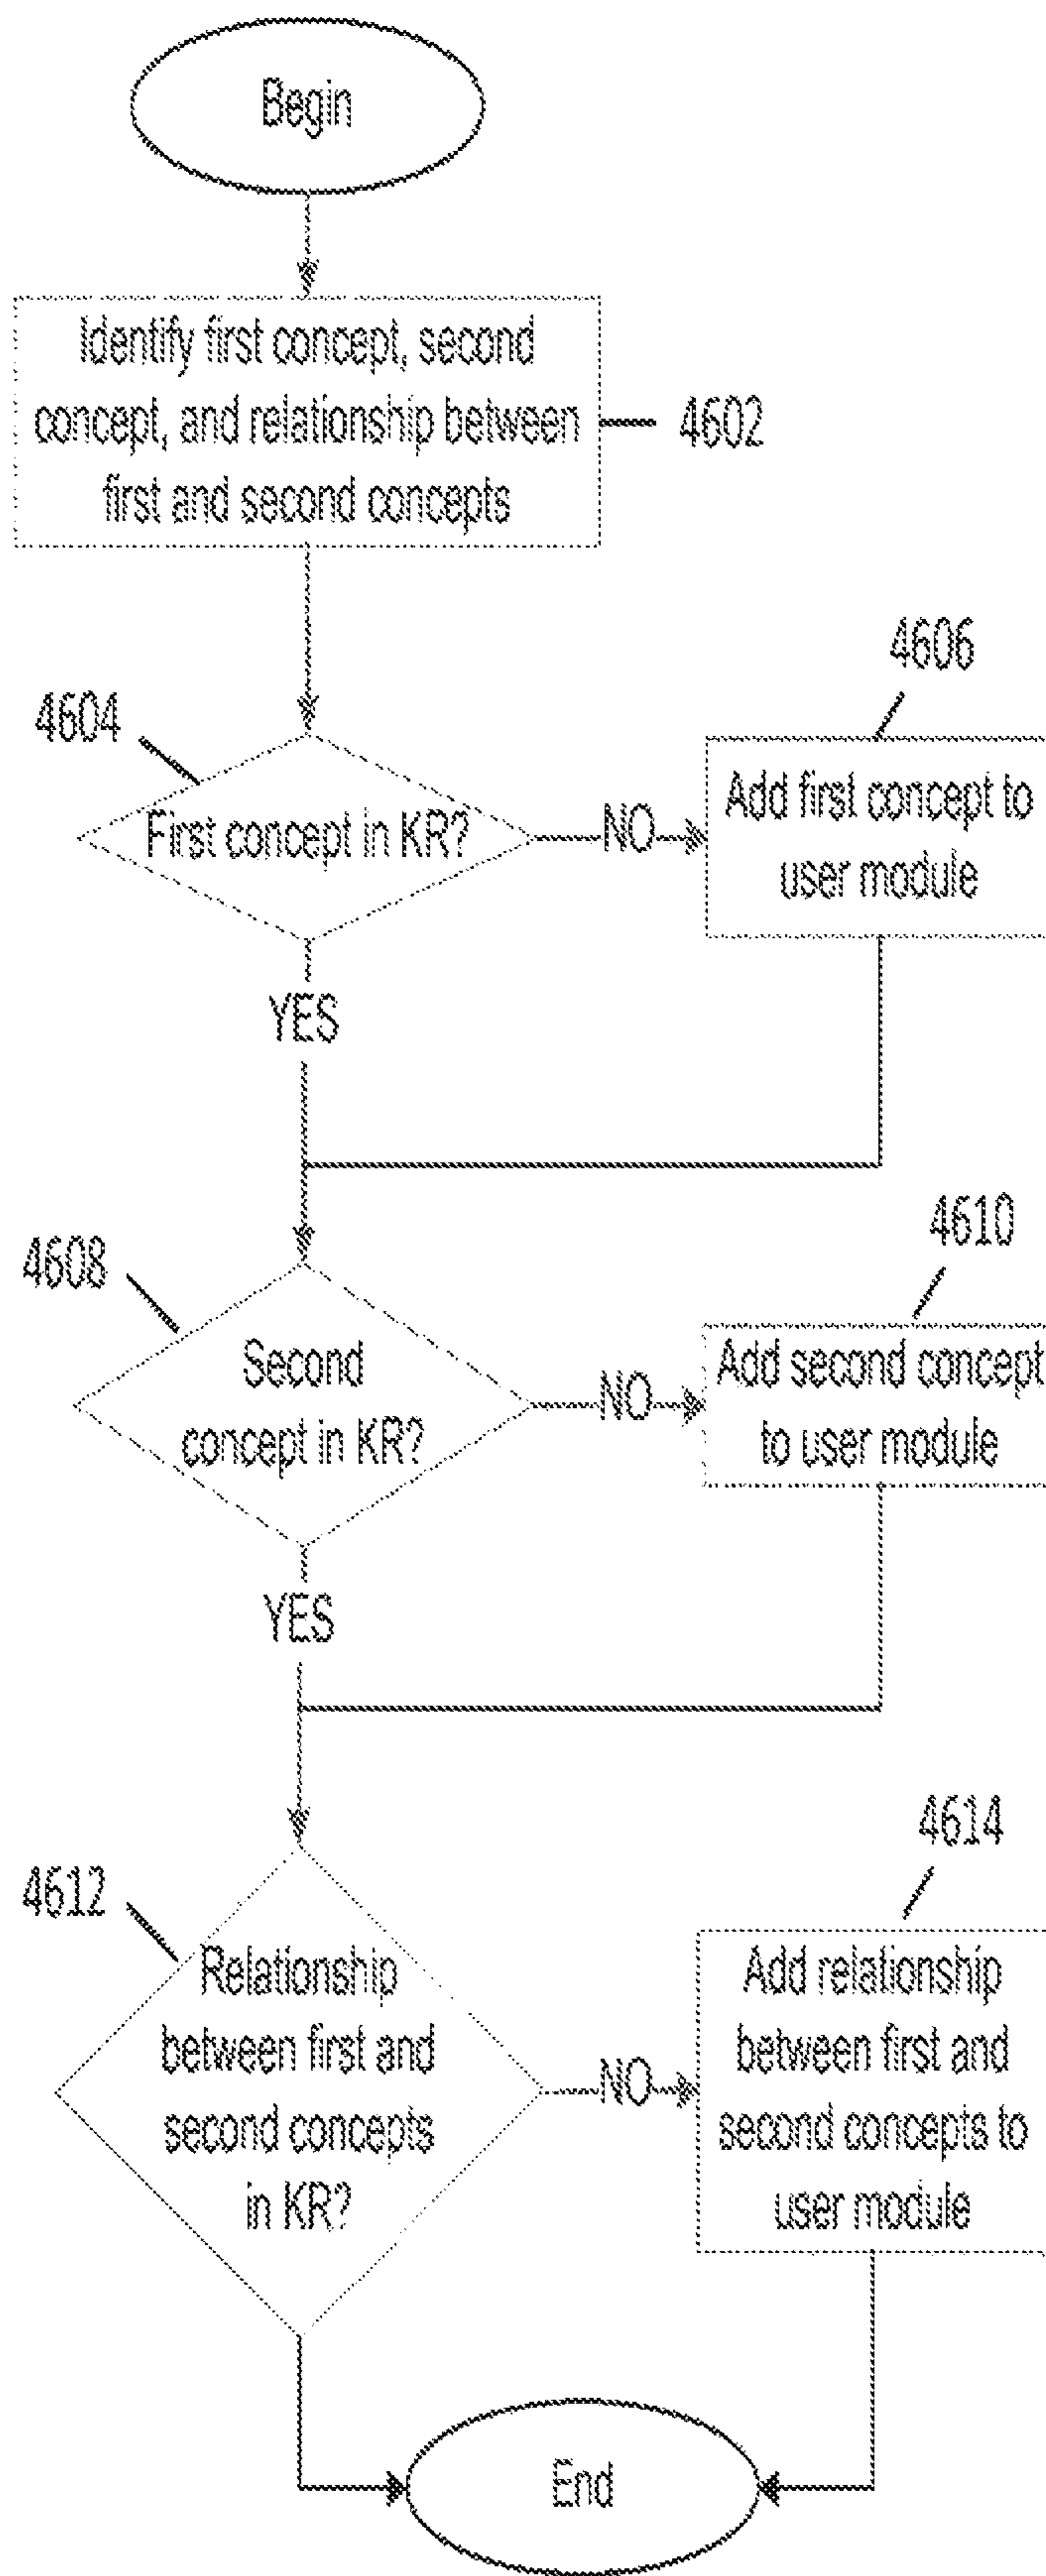 Begin
Identify first concept, second
concept, and relationship between
first and second concepts
4602
4604
First concept in KR?
NO
4606
Add first concept to
user module
YES
4608
Second
concept in KR?
NO
4610
Add second concept
to user module
YES
4612
Relationship
between first and
second concepts
in KR?
NO
4614
Add relationship
between first and
second concepts to
user module
End